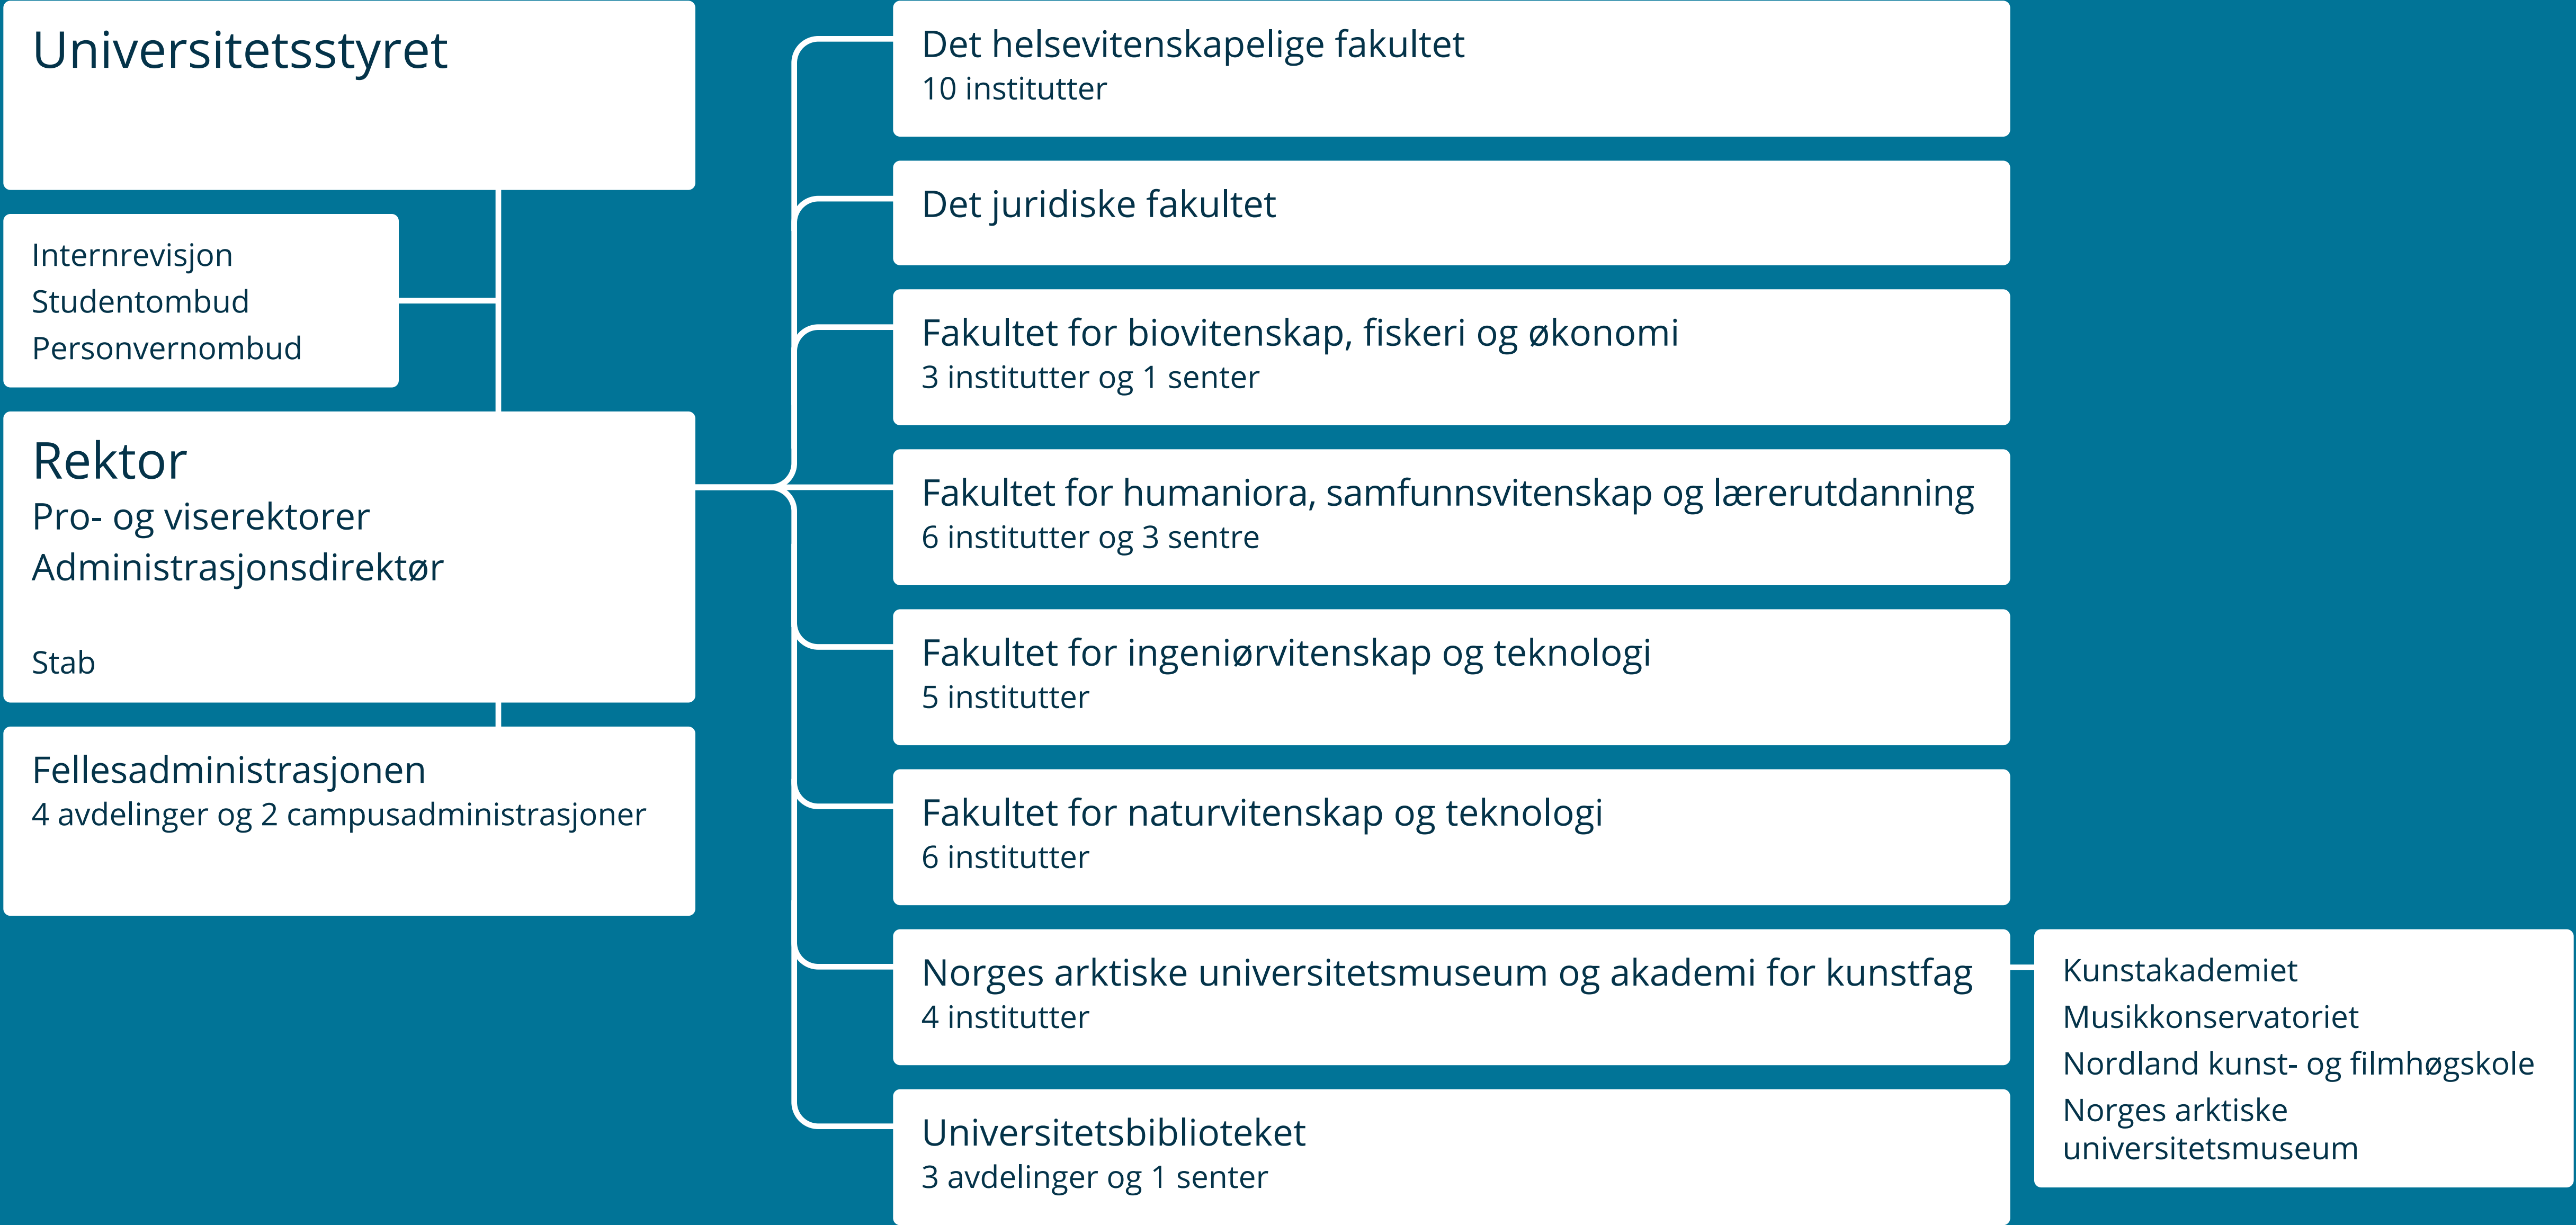 Universitetsstyret
Internrevisjon
Studentombud
Personvernombud
Rektor
Pro- og viserektorer
Administrasjonsdirektør
Stab
Fellesadministrasjonen
4 avdelinger og 2 campusadministrasjoner
Det helsevitenskapelige fakultet
10 institutter
Det juridiske fakultet
Fakultet for biovitenskap, fiskeri og økonomi
3 institutter og 1 senter
Fakultet for humaniora, samfunnsvitenskap og lærerutdanning
6 institutter og 3 sentre
Fakultet for ingeniørvitenskap og teknologi
5 institutter
Fakultet for naturvitenskap og teknologi
6 institutter
Norges arktiske universitetsmuseum og akademi for kunstfag
4 institutter
Kunstakademiet
Musikkonservatoriet
Nordland kunst- og filmhøgskole
Norges arktiske
universitetsmuseum
Universitetsbiblioteket
3 avdelinger og 1 senter